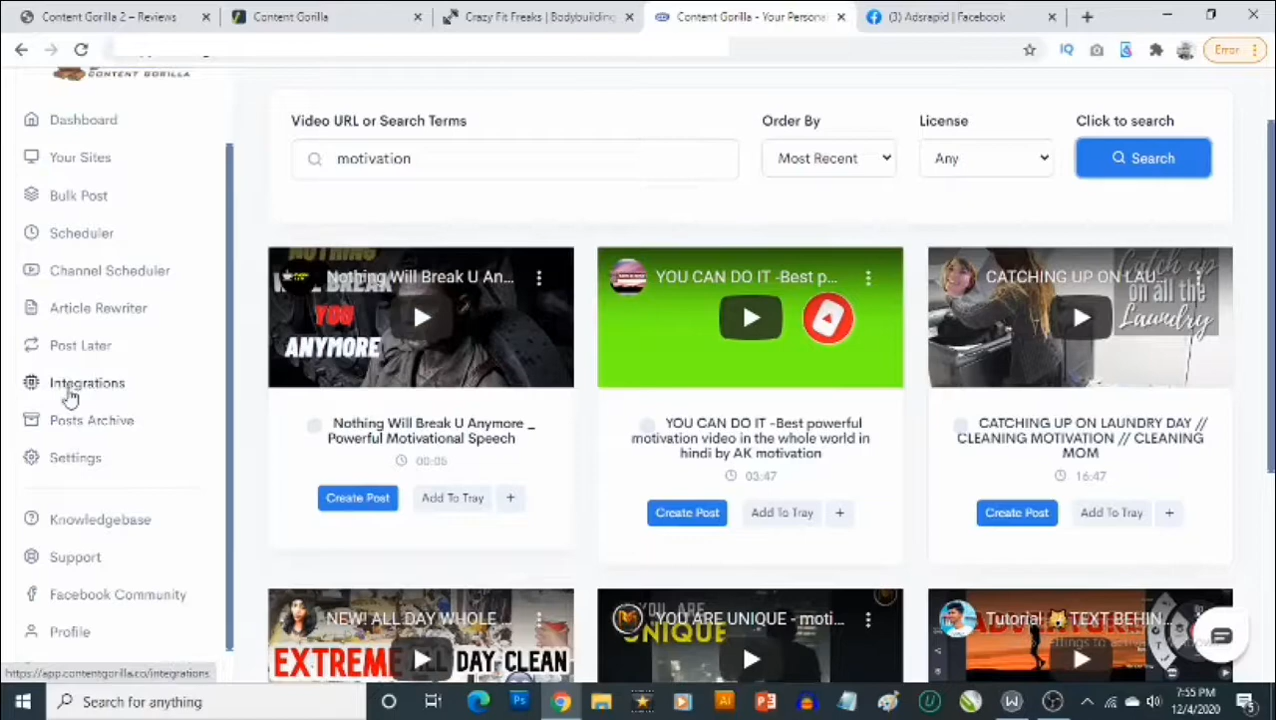 Content Gorilla 2 – Reviews
Content Gorilla
Crazy Fit Freaks | Bodybuilding
Content Gorilla - Your Persona
(3) Adsrapid | Facebook
Error
CONTENT GORILLA
Dashboard
Your Sites
Bulk Post
Scheduler
Channel Scheduler
Article Rewriter
Post Later
Integrations
Posts Archive
Settings
Knowledgebase
Support
Facebook Community
Profile
Video URL or Search Terms
Order By
License
Click to search
motivation
Most Recent
Any
Search
Nothing Will Break U An...
YOU
ANYMORE
Nothing Will Break U Anymore _
Powerful Motivational Speech
00:05
Create Post
Add To Tray
+
YOU CAN DO IT -Best p...
YOU CAN DO IT -Best powerful
motivation video in the whole world in
hindi by AK motivation
03:47
Create Post
Add To Tray
+
CATCHING UP ON LAU...
Catch up
on all the
Laundry
CATCHING UP ON LAUNDRY DAY //
CLEANING MOTIVATION // CLEANING
MOM
16:47
Create Post
Add To Tray
+
NEW! ALL DAY WHOLE ...
EXTREME ALL DAY CLEAN
YOU ARE UNIQUE - moti...
YOU ARE
UNIQUE
Tutorial 😿 TEXT BEHIN...
https://app.contentgorilla.co/integrations
Search for anything
7:55 PM
12/4/2020
5